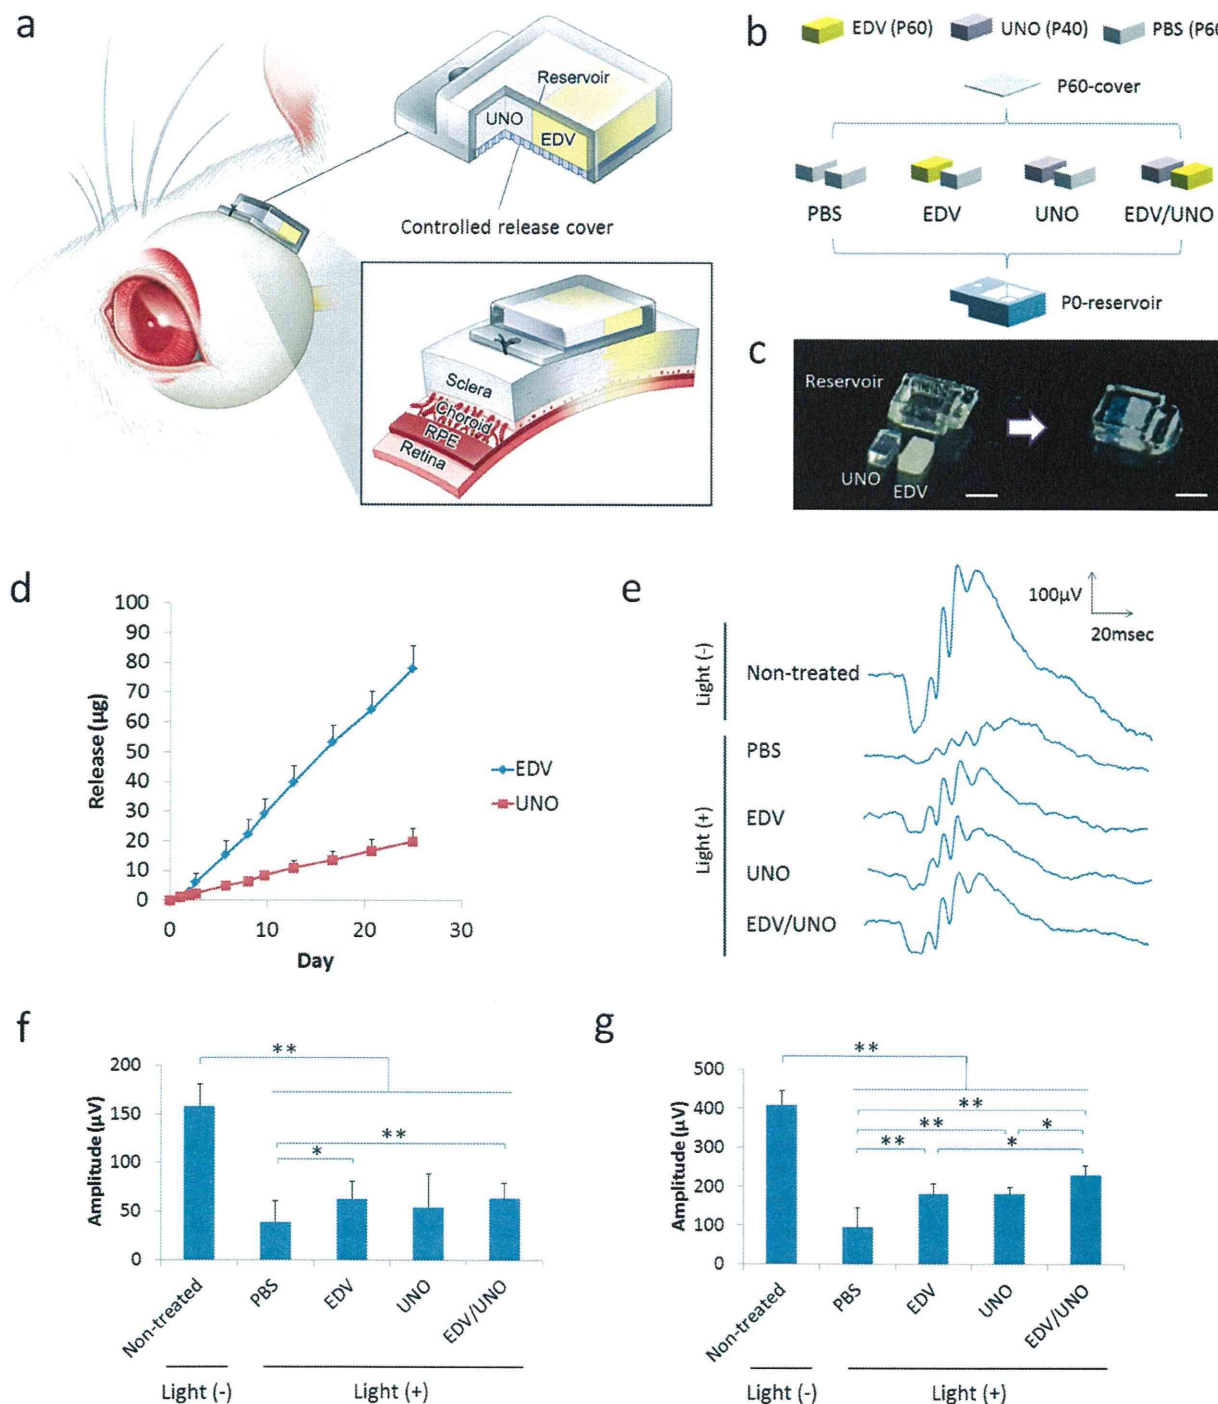 a
Reservoir
UNO
EDV
Controlled release cover
Sclera
Choroid
RPE
Retina
b
EDV (P60) UNO (P40) PBS (P60
P60-cover
PBS EDV UNO EDV/UNO
P0-reservoir
c
Reservoir
UNO
EDV
d
100
90
80
70
60
50
40
30
20
10
0
Release (µg)
0 10 20 30
Day
EDV
UNO
e
100µV
20msec
Light (-)
Non-treated
Light (+)
PBS
EDV
UNO
EDV/UNO
f
Amplitude (µV)
200
150
100
50
0
**
**
*
Non-treated PBS EDV UNO EDV/UNO
Light (-) Light (+)
g
Amplitude (µV)
500
400
300
200
100
0
**
**
** *
** *
Non-treated PBS EDV UNO EDV/UNO
Light (-) Light (+)